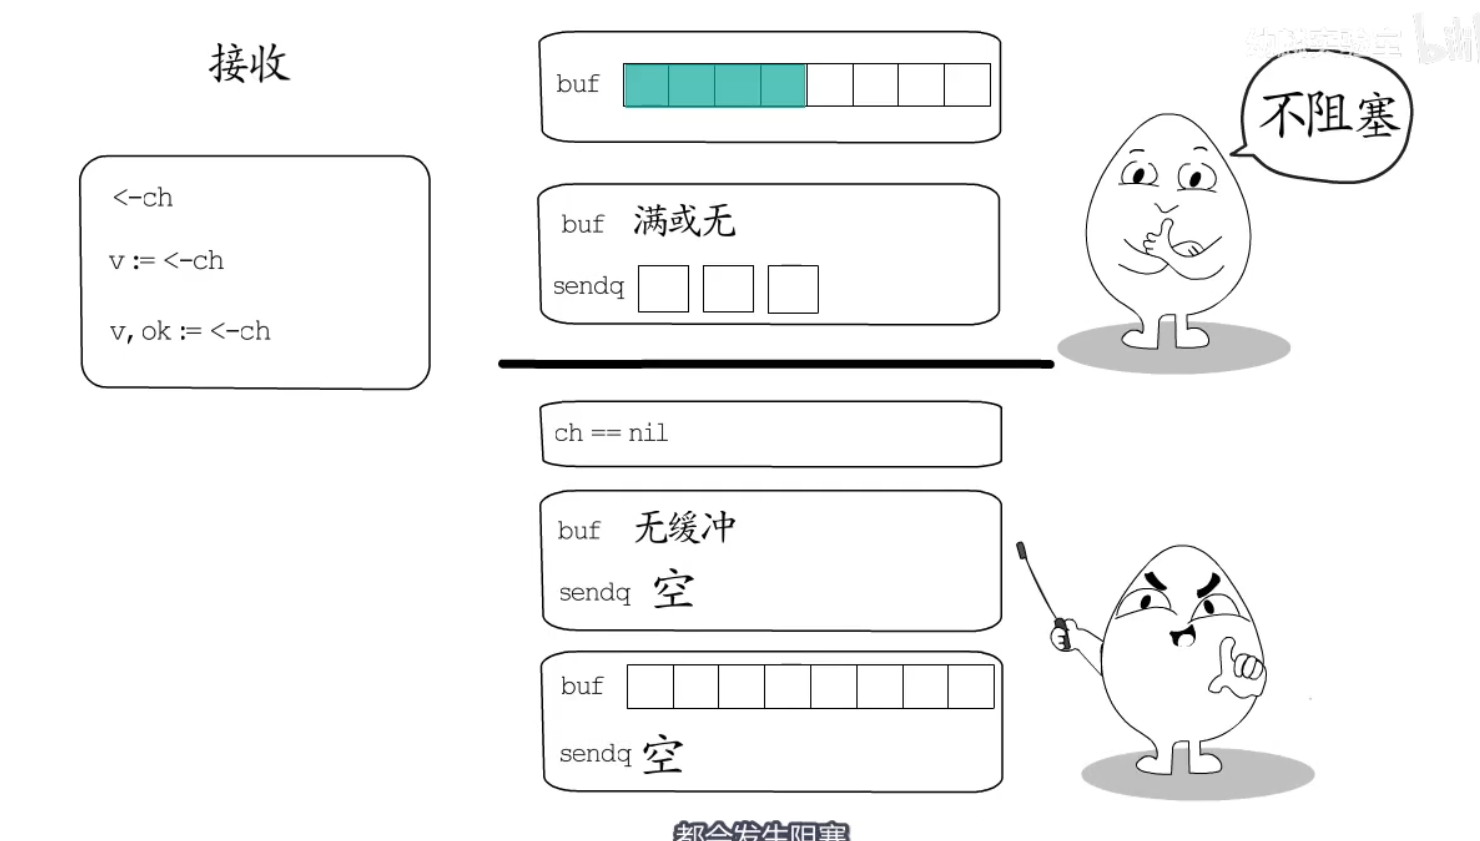 接收
<-ch
v := <-ch
v, ok := <-ch
buf
buf 满或无
sendq
不阻塞
ch == nil
buf 无缓冲
sendq 空
buf
sendq 空
都会发生阻塞